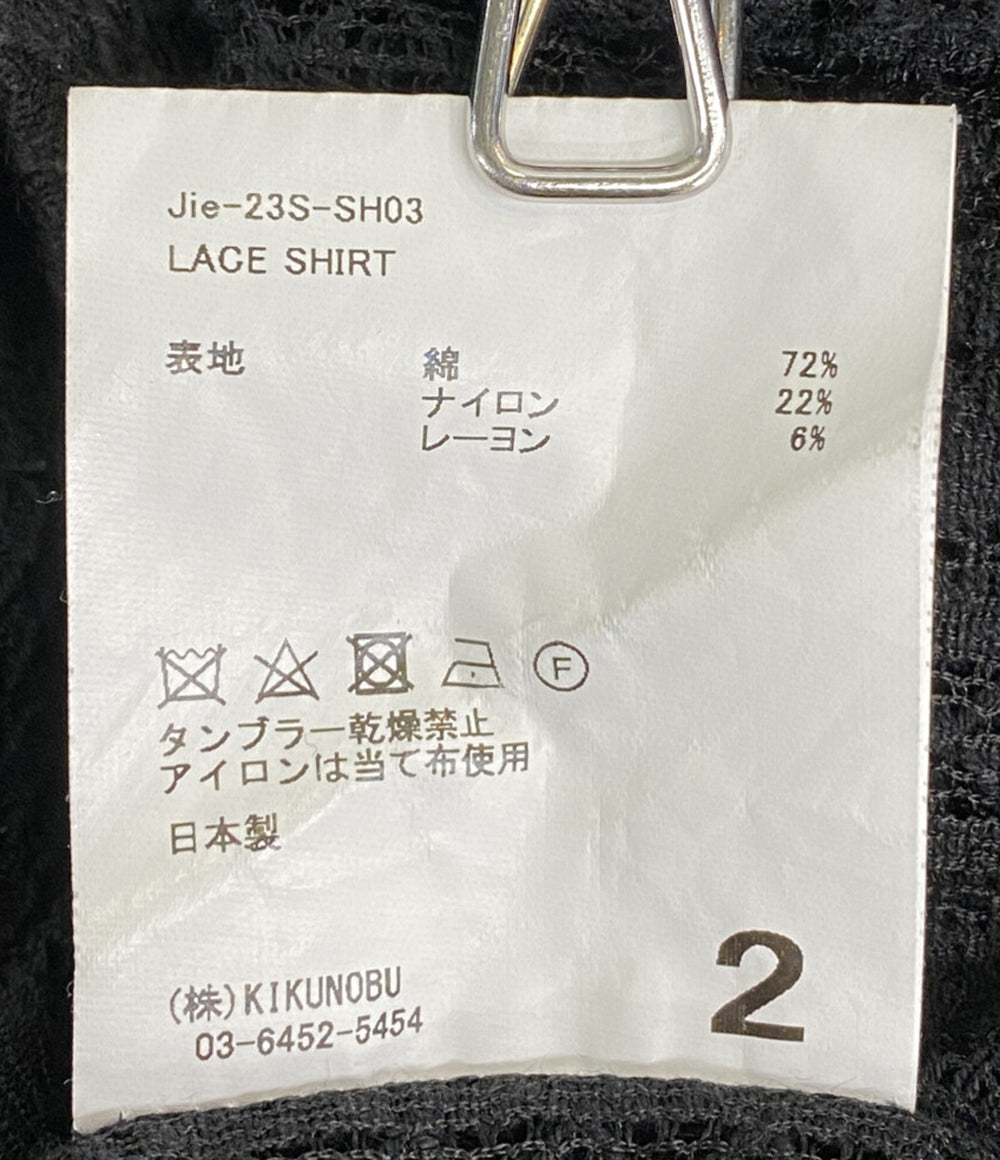 Jie-23S-SH03
LACE SHIRT
表地 綿 72%
ナイロン 22%
レーヨン 6%
F
タンブラー乾燥禁止
アイロンは当て布使用
日本製
(株)KIKUNOBU
03-6452-5454
2